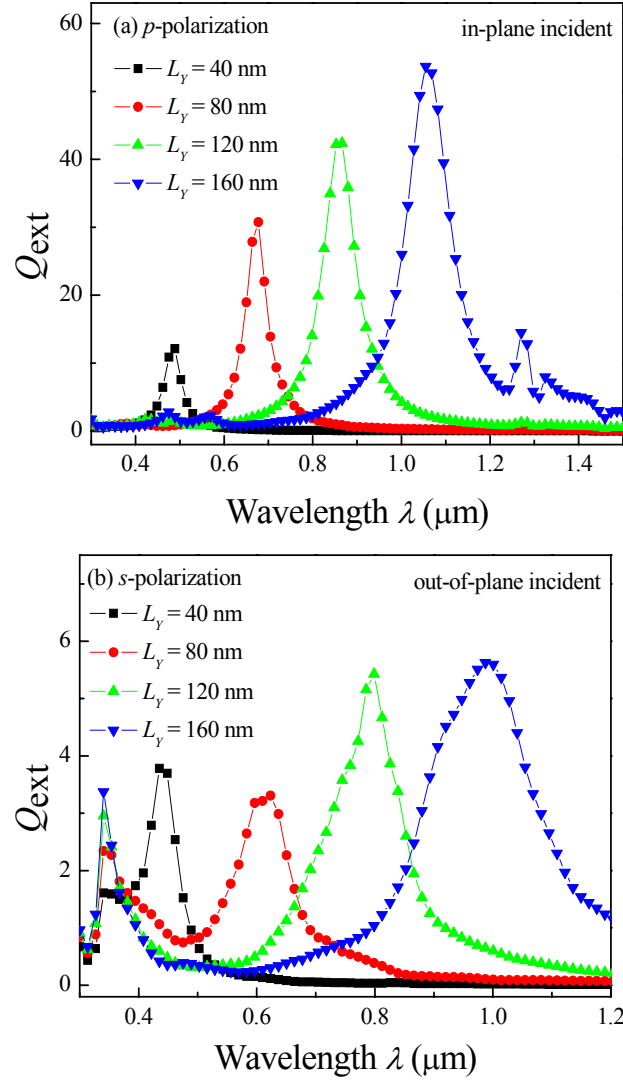 (a) p-polarization
in-plane incident
L_Y = 40 nm
L_Y = 80 nm
L_Y = 120 nm
L_Y = 160 nm
60
40
20
0
Q_ext
0.4 0.6 0.8 1.0 1.2 1.4
Wavelength λ (μm)
(b) s-polarization
out-of-plane incident
L_Y = 40 nm
L_Y = 80 nm
L_Y = 120 nm
L_Y = 160 nm
6
4
2
0
Q_ext
0.4 0.6 0.8 1.0 1.2
Wavelength λ (μm)